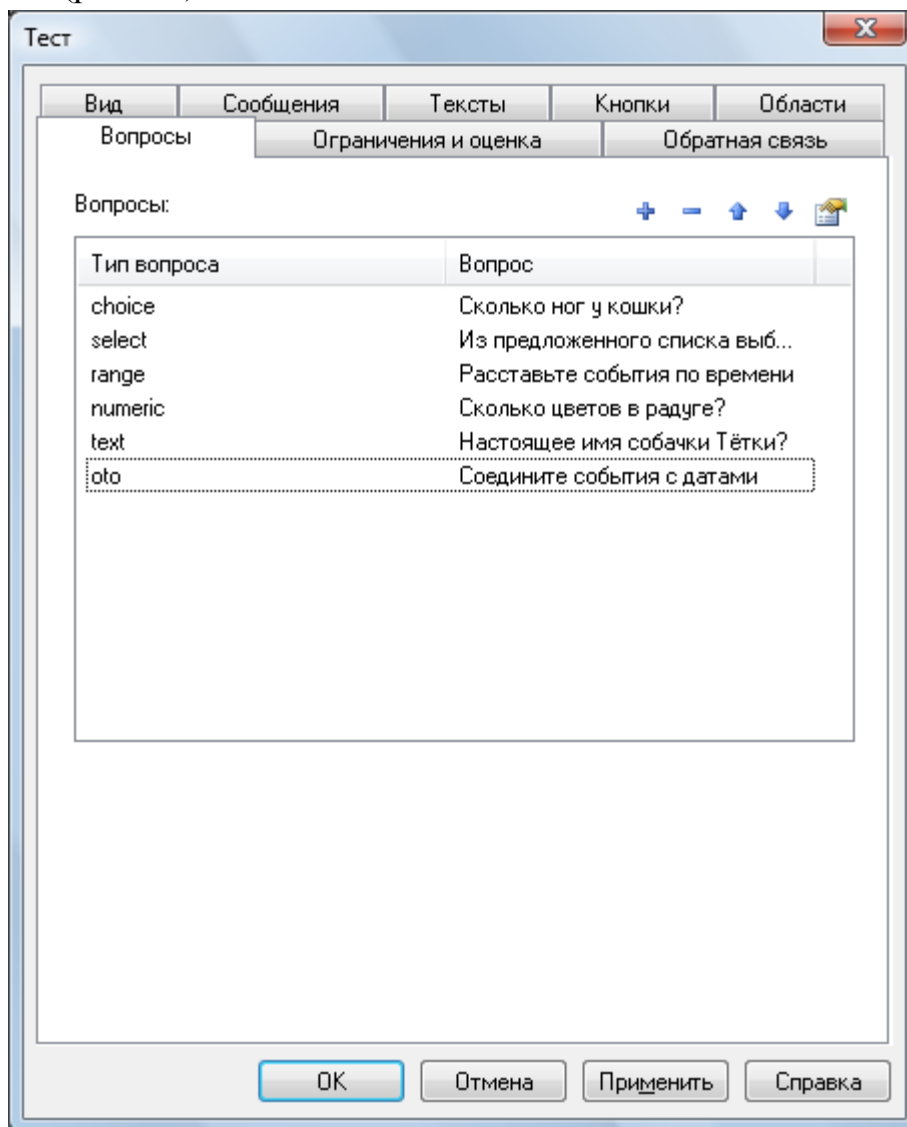 Тест
Вид Сообщения Тексты Кнопки Области
Вопросы Ограничения и оценка Обратная связь
Вопросы:
Тип вопроса Вопрос
choice Сколько ног у кошки?
select Из предложенного списка выб...
range Расставьте события по времени
numeric Сколько цветов в радуге?
text Настоящее имя собачки Тётки?
oto Соедините события с датами
OK Отмена Применить Справка